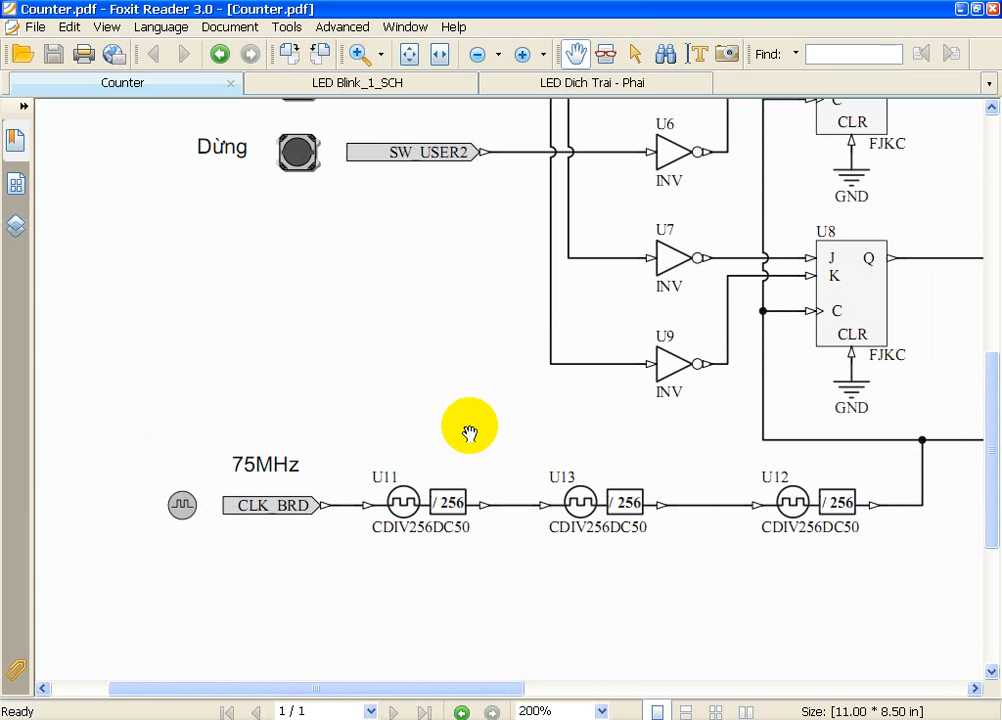 Counter.pdf - Foxit Reader 3.0 - [Counter.pdf]
File Edit View Language Document Tools Advanced Window Help
Find:
Counter
LED Blink_1_SCH
LED Dich Trai - Phai
C
CLR
FJKC
GND
Dừng
SW_USER2
U6
INV
U7
INV
U8
J Q
K
C
CLR
FJKC
GND
U9
INV
75MHz
CLK_BRD
U11
/ 256
CDIV256DC50
U13
/ 256
CDIV256DC50
U12
/ 256
CDIV256DC50
Ready
1 / 1
200%
Size: [11.00 * 8.50 in]